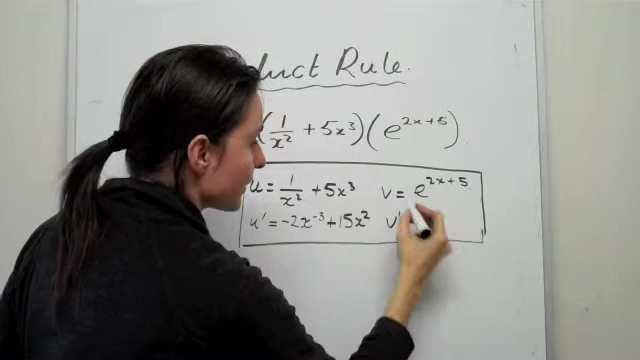 duct Rule.
(1/x² + 5x³)(e^(2x+5))
u = 1/x² + 5x³ v = e^(2x+5)
u' = -2x⁻³ + 15x² v'